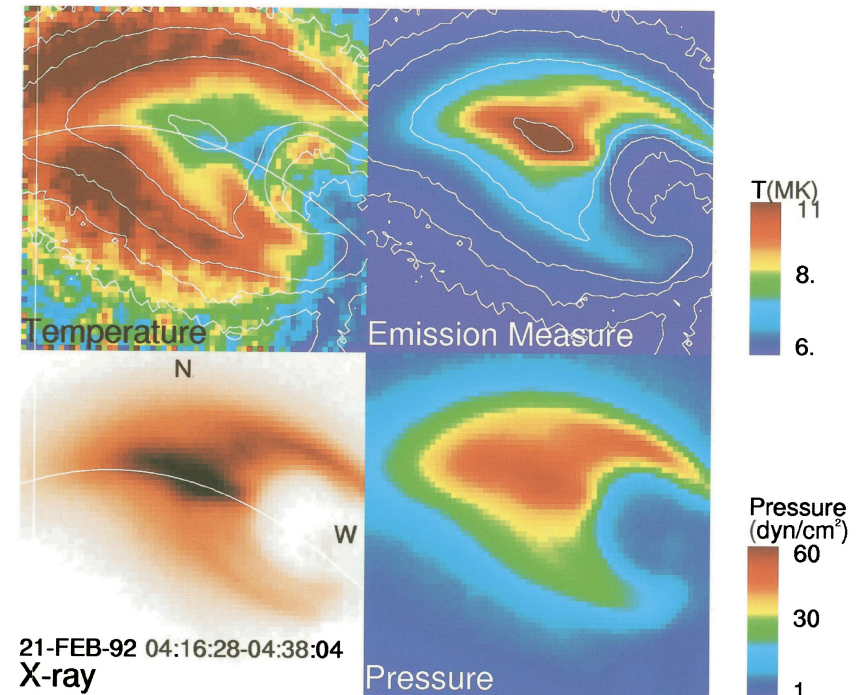 Temperature
Emission Measure
T(MK)
11
8.
6.
N
W
21-FEB-92 04:16:28-04:38:04
X-ray
Pressure
Pressure
(dyn/cm²)
60
30
1